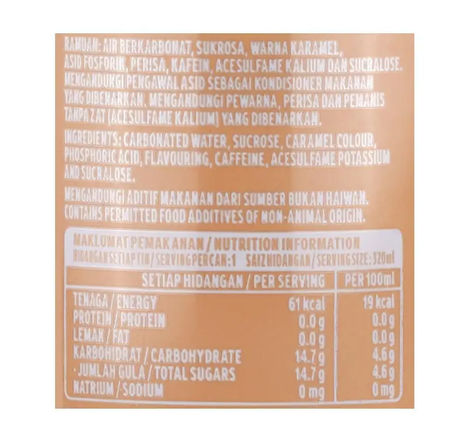 RAMUAN: AIR BERKARBONAT, SUKROSA, WARNA KARAMEL,
ASID FOSFORIK, PERISA, KAFEIN, ACESULFAME KALIUM DAN SUCRALOSE.
MENGANDUNGI PENGAWAL ASID SEBAGAI KONDISIONER MAKANAN
YANG DIBENARKAN. MENGANDUNGI PEWARNA, PERISA DAN PEMANIS
TANPA ZAT (ACESULFAME KALIUM) YANG DIBENARKAN.
INGREDIENTS: CARBONATED WATER, SUCROSE, CARAMEL COLOUR,
PHOSPHORIC ACID, FLAVOURING, CAFFEINE, ACESULFAME POTASSIUM
AND SUCRALOSE.
MENGANDUNGI ADITIF MAKANAN DARI SUMBER BUKAN HAIWAN.
CONTAINS PERMITTED FOOD ADDITIVES OF NON-ANIMAL ORIGIN.
MAKLUMAT PEMAKANAN / NUTRITION INFORMATION
HIDANGAN SETIAP TIN / SERVING PER CAN: 1 SAIZ HIDANGAN / SERVING SIZE: 320ml
SETIAP HIDANGAN / PER SERVING PER 100ml
TENAGA / ENERGY 61 kcal 19 kcal
PROTEIN / PROTEIN 0.0 g 0.0 g
LEMAK / FAT 0.0 g 0.0 g
KARBOHIDRAT / CARBOHYDRATE 14.7 g 4.6 g
· JUMLAH GULA / TOTAL SUGARS 14.7 g 4.6 g
NATRIUM / SODIUM 0 mg 0 mg